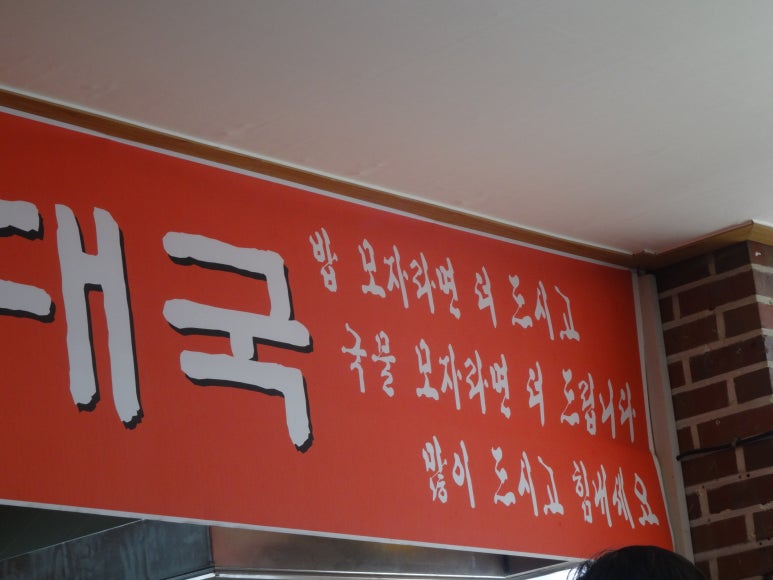 대국
밥 모자라면 더 드시고
국물 모자라면 더 드립니다
많이 드시고 힘내세요